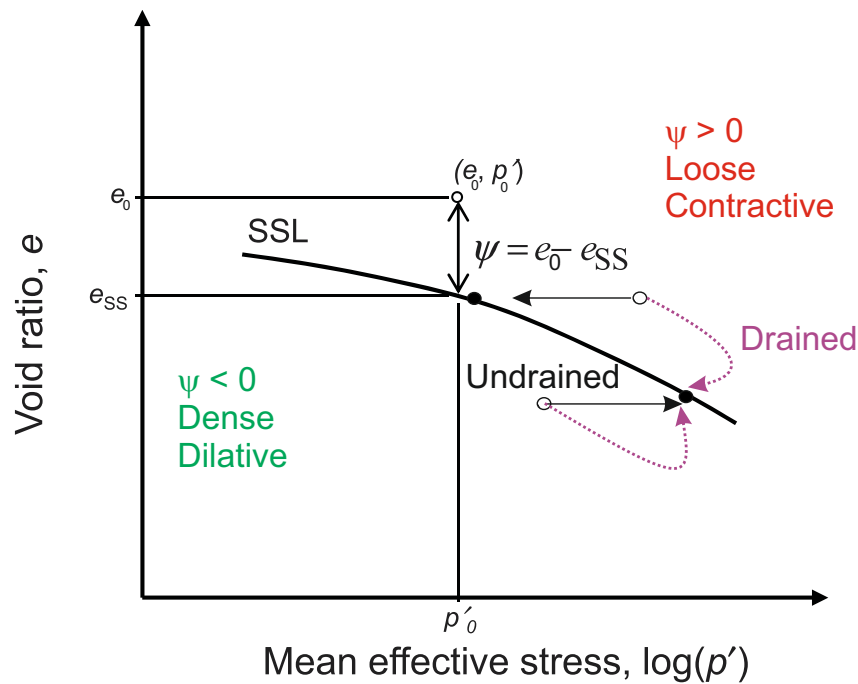 ψ > 0
Loose
Contractive
(e0, p0′)
e0
SSL
ψ = e0 − eSS
eSS
Drained
Undrained
ψ < 0
Dense
Dilative
Void ratio, e
p′0
Mean effective stress, log(p′)